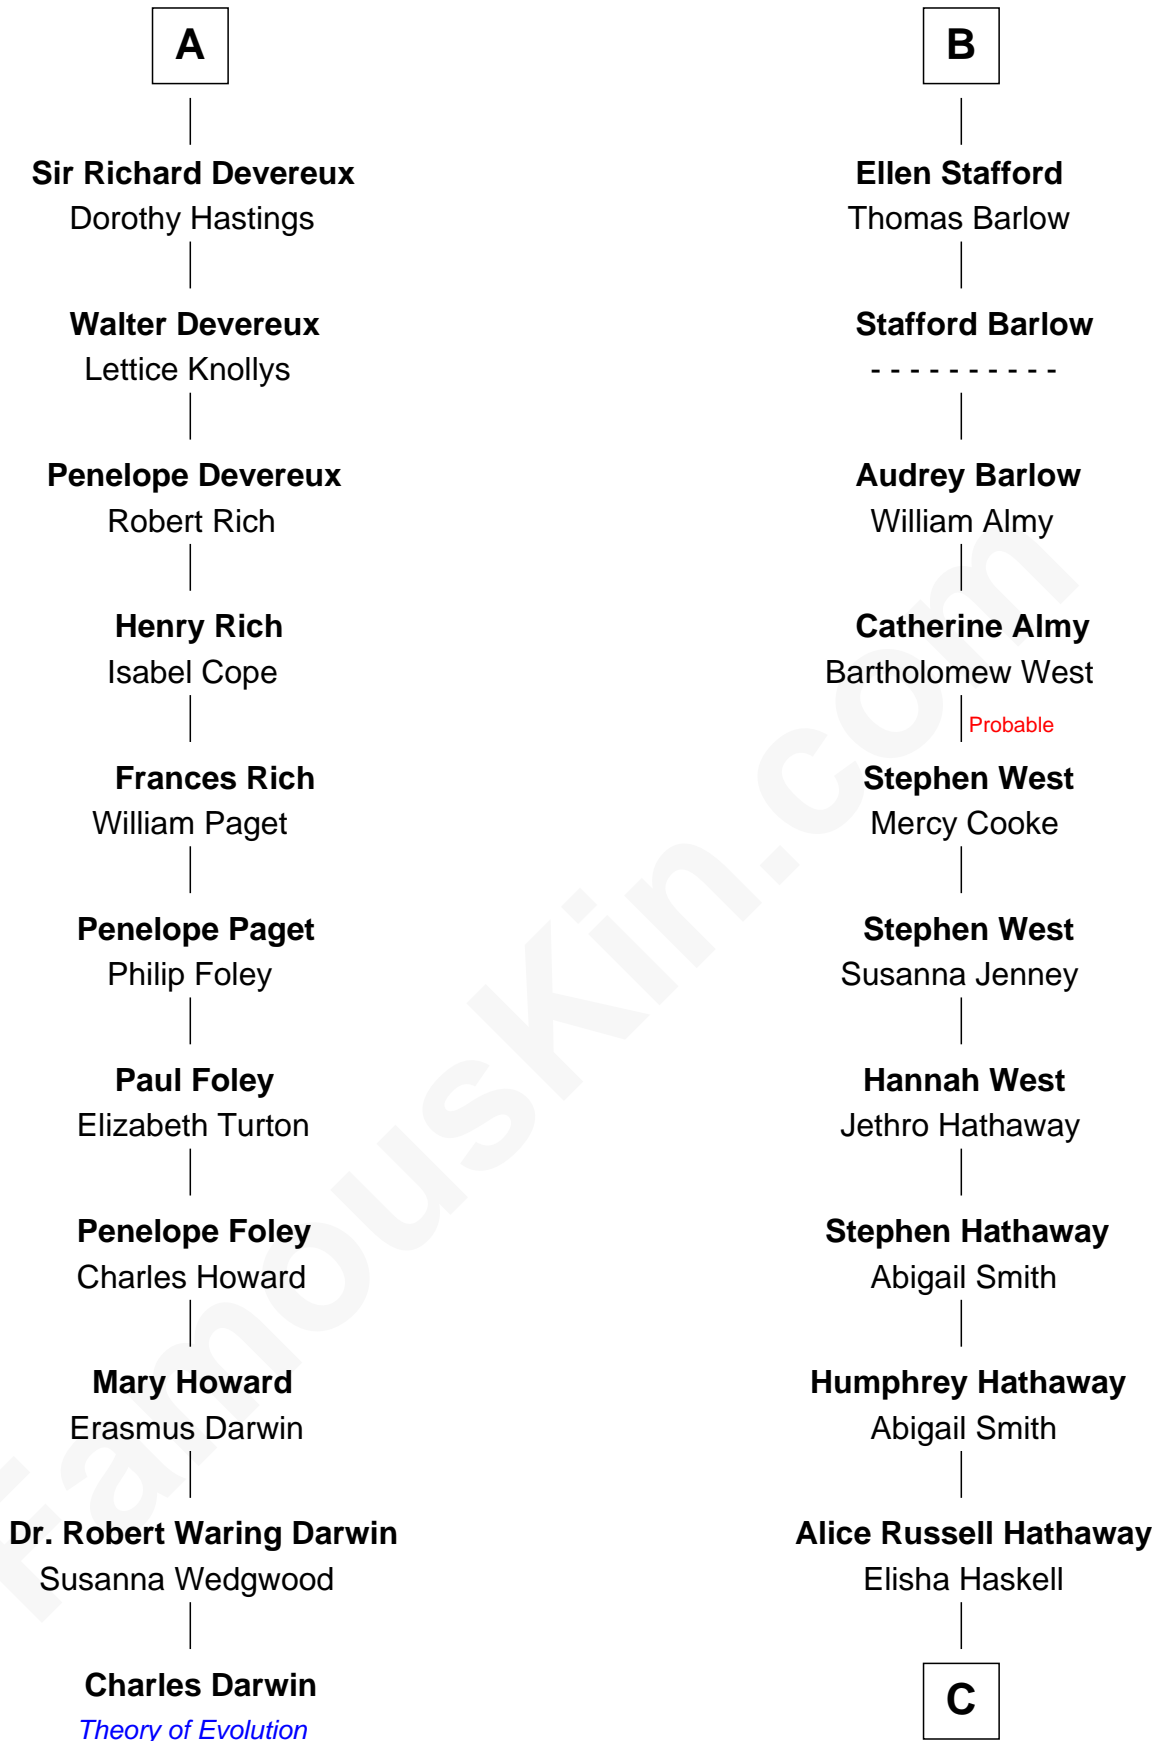 A
Sir Richard Devereux
Dorothy Hastings
Walter Devereux
Lettice Knollys
Penelope Devereux
Robert Rich
Henry Rich
Isabel Cope
Frances Rich
William Paget
Penelope Paget
Philip Foley
Paul Foley
Elizabeth Turton
Penelope Foley
Charles Howard
Mary Howard
Erasmus Darwin
Dr. Robert Waring Darwin
Susanna Wedgwood
Charles Darwin
Theory of Evolution
B
Ellen Stafford
Thomas Barlow
Stafford Barlow
- - - - - - - - - -
Audrey Barlow
William Almy
Catherine Almy
Bartholomew West
Probable
Stephen West
Mercy Cooke
Stephen West
Susanna Jenney
Hannah West
Jethro Hathaway
Stephen Hathaway
Abigail Smith
Humphrey Hathaway
Abigail Smith
Alice Russell Hathaway
Elisha Haskell
C
FamousKin.com